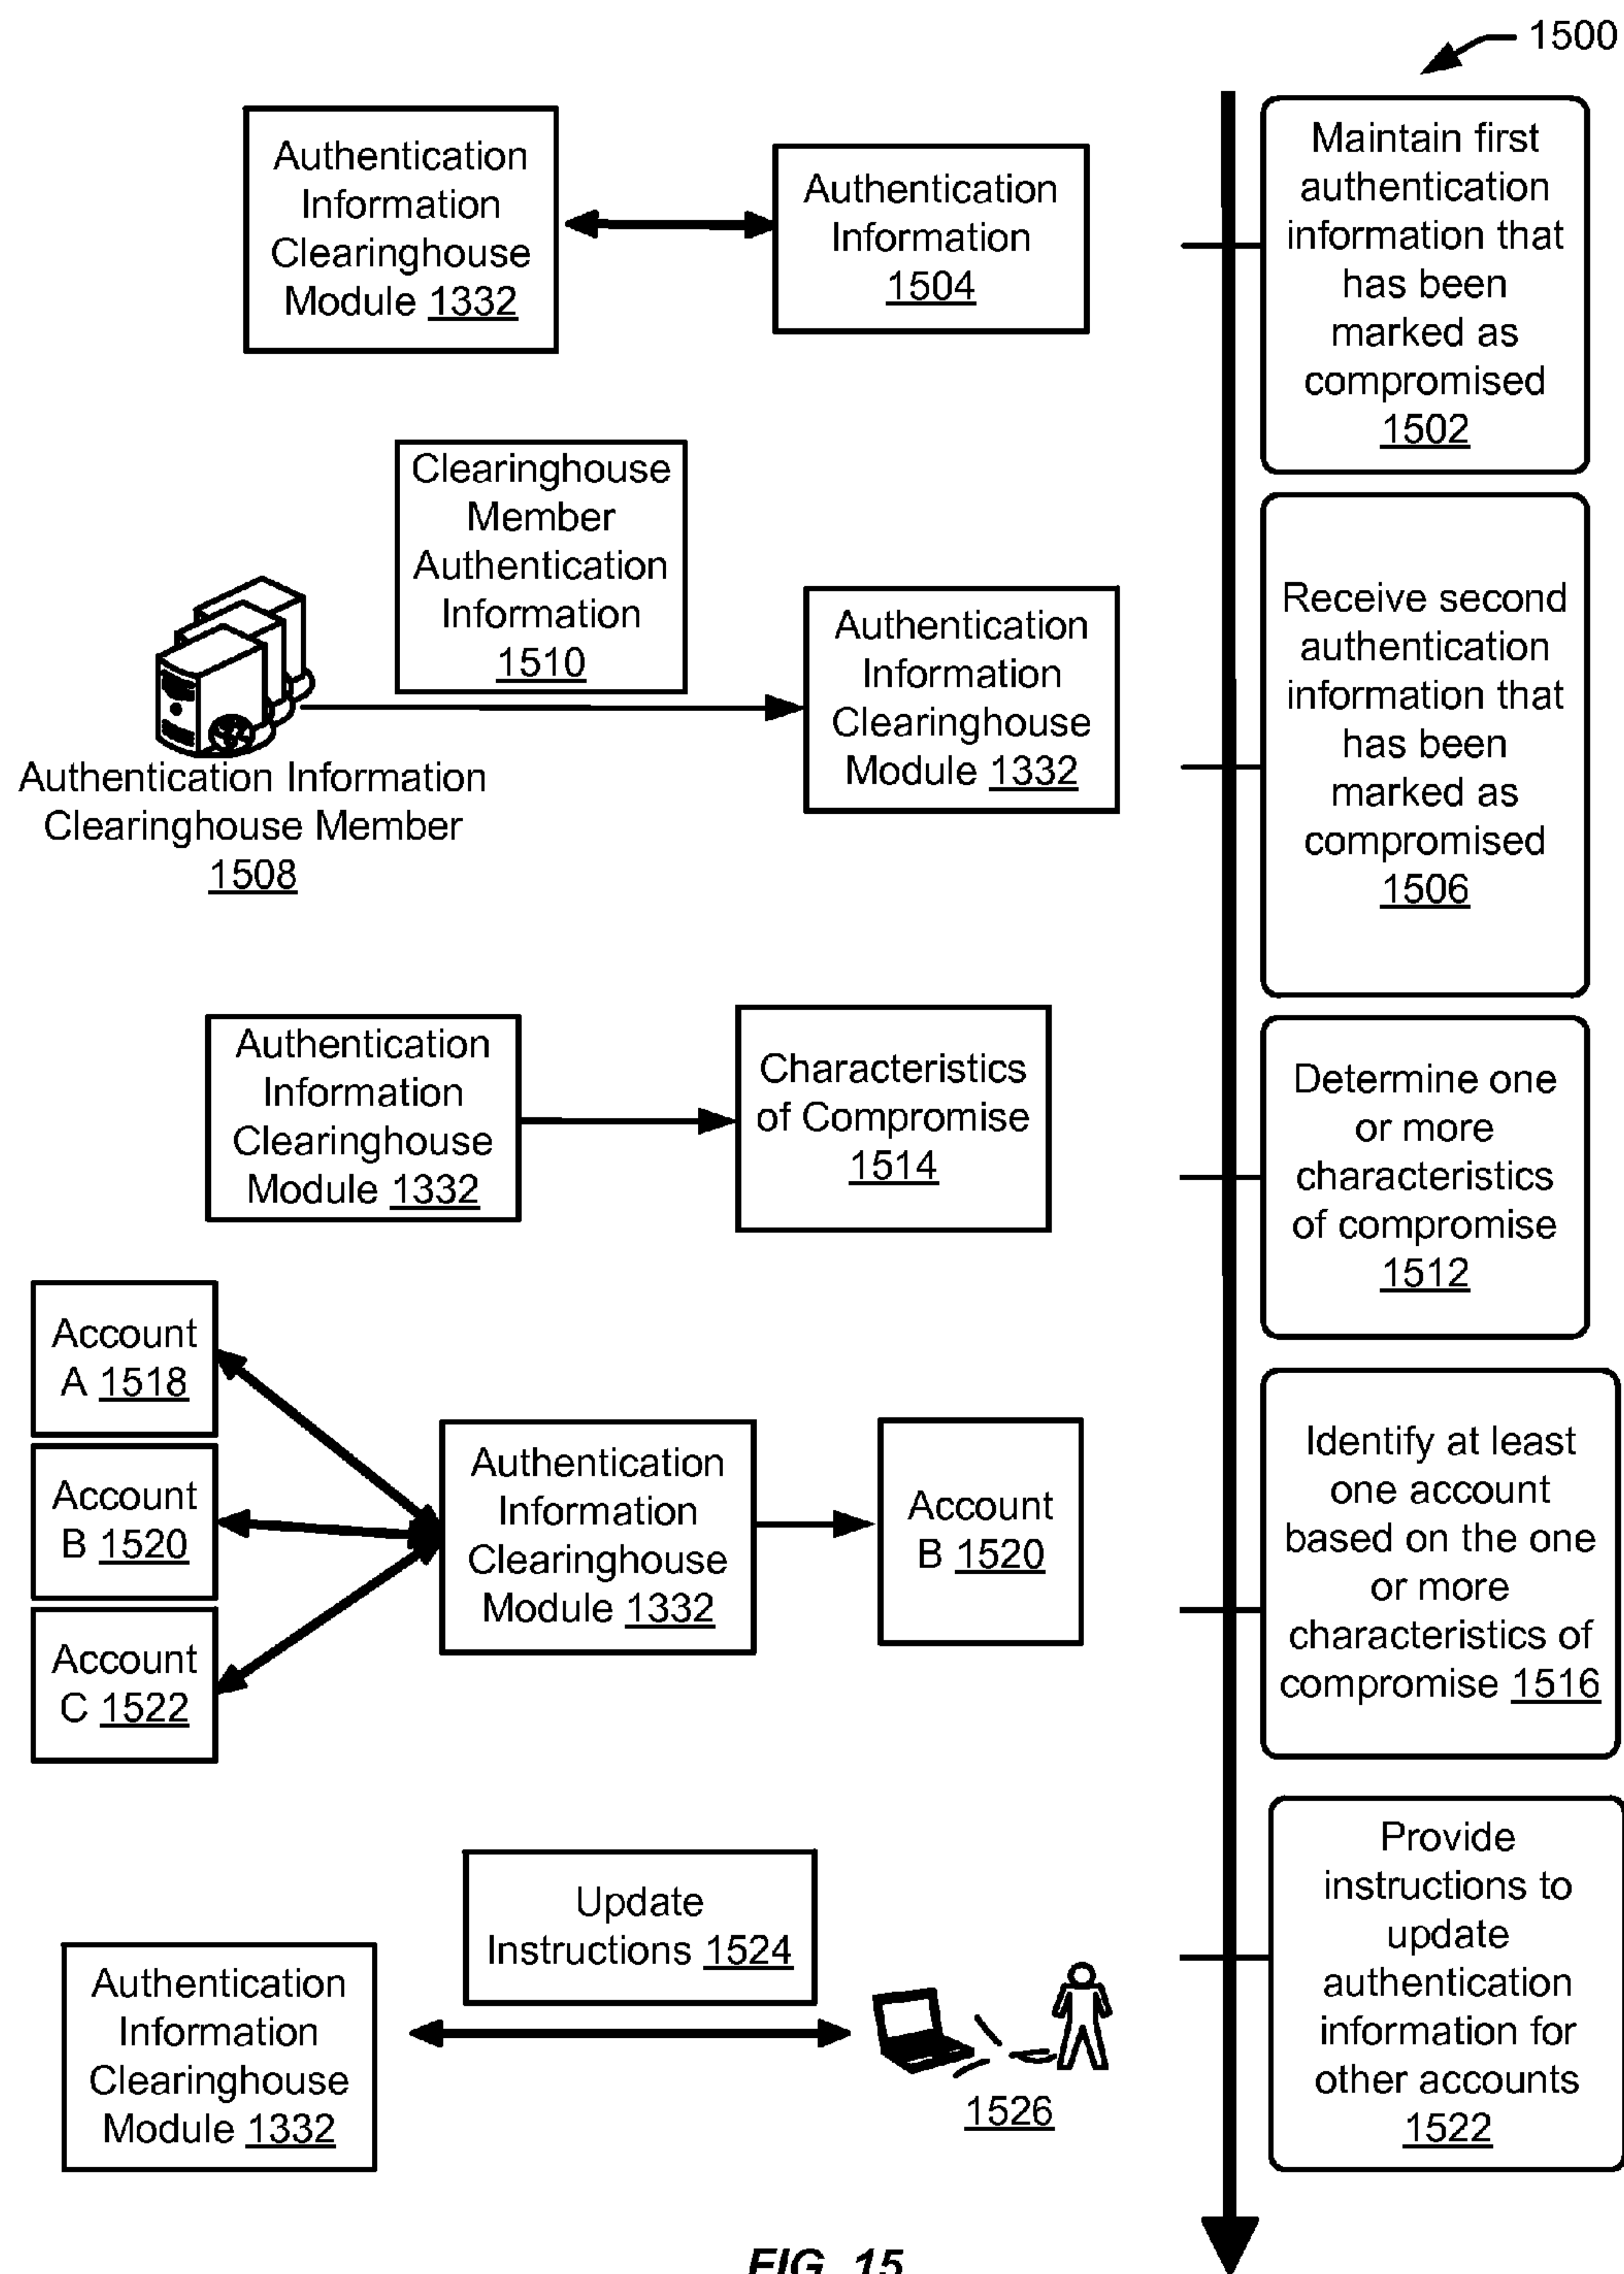 1500
Authentication
Information
Clearinghouse
Module 1332
Authentication
Information
1504
Maintain first
authentication
information that
has been
marked as
compromised
1502
Clearinghouse
Member
Authentication
Information
1510
Authentication Information
Clearinghouse Member
1508
Authentication
Information
Clearinghouse
Module 1332
Receive second
authentication
information that
has been
marked as
compromised
1506
Authentication
Information
Clearinghouse
Module 1332
Characteristics
of Compromise
1514
Determine one
or more
characteristics
of compromise
1512
Account
A 1518
Account
B 1520
Account
C 1522
Authentication
Information
Clearinghouse
Module 1332
Account
B 1520
Identify at least
one account
based on the one
or more
characteristics of
compromise 1516
Authentication
Information
Clearinghouse
Module 1332
Update
Instructions 1524
1526
Provide
instructions to
update
authentication
information for
other accounts
1522
FIG. 15